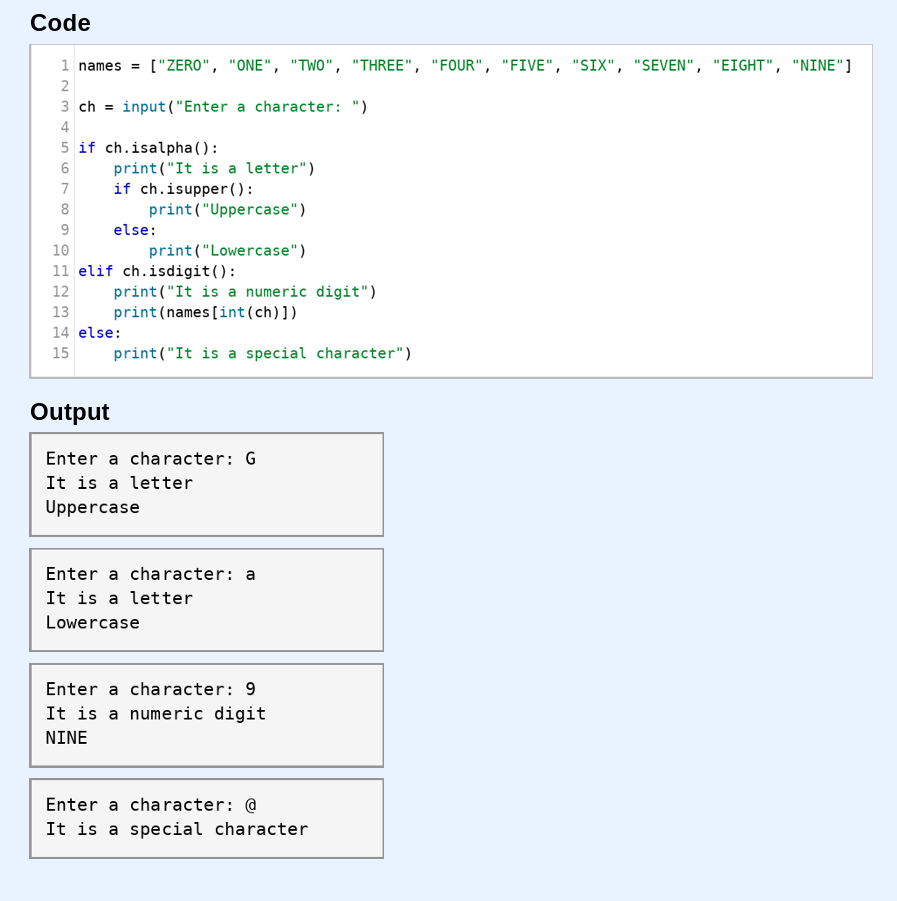 Code
1 names = ["ZERO", "ONE", "TWO", "THREE", "FOUR", "FIVE", "SIX", "SEVEN", "EIGHT", "NINE"]
2
3 ch = input("Enter a character: ")
4
5 if ch.isalpha():
6     print("It is a letter")
7     if ch.isupper():
8         print("Uppercase")
9     else:
10         print("Lowercase")
11 elif ch.isdigit():
12     print("It is a numeric digit")
13     print(names[int(ch)])
14 else:
15     print("It is a special character")
Output
Enter a character: G
It is a letter
Uppercase
Enter a character: a
It is a letter
Lowercase
Enter a character: 9
It is a numeric digit
NINE
Enter a character: @
It is a special character